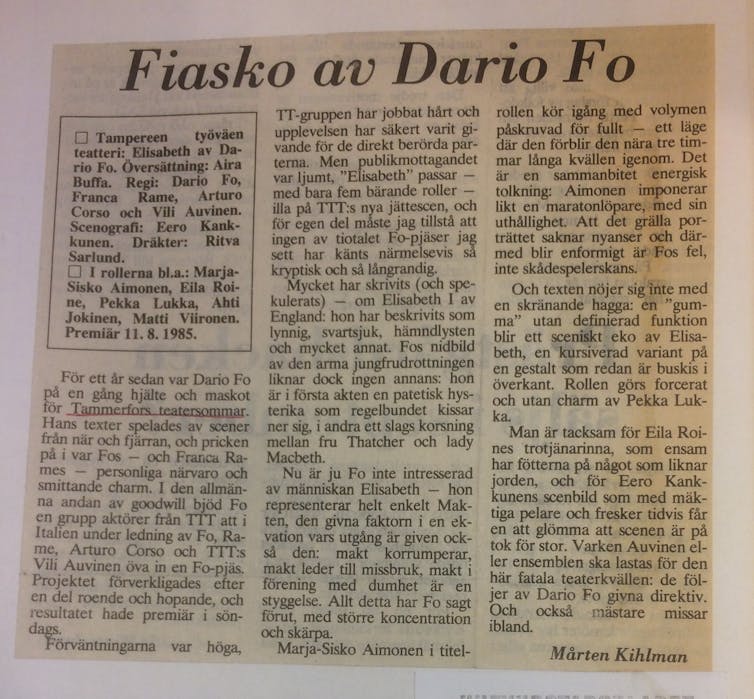 Fiasko av Dario Fo
☐ Tampereen työväen
teatteri: Elisabeth av Da-
rio Fo. Översättning: Aira
Buffa. Regi: Dario Fo,
Franca Rame, Arturo
Corso och Vili Auvinen.
Scenografi: Eero Kank-
kunen. Dräkter: Ritva
Sarlund.
☐ I rollerna bl.a.: Marja-
Sisko Aimonen, Eila Roi-
ne, Pekka Lukka, Ahti
Jokinen, Matti Viironen.
Premiär 11. 8. 1985.
För ett år sedan var Dario Fo
på en gång hjälte och maskot
för Tammerfors teatersommar.
Hans texter spelades av scener
från när och fjärran, och pricken
på i var Fos — och Franca Ra-
mes — personliga närvaro och
smittande charm. I den allmän-
na andan av goodwill bjöd Fo
en grupp aktörer från TTT att i
Italien under ledning av Fo, Ra-
me, Arturo Corso och TTT:s
Vili Auvinen öva in en Fo-pjäs.
Projektet förverkligades efter
en del roende och hopande, och
resultatet hade premiär i sön-
dags.
Förväntningarna var höga,
TT-gruppen har jobbat hårt och
upplevelsen har säkert varit gi-
vande för de direkt berörda par-
terna. Men publikmottagandet
var ljumt, "Elisabeth" passar —
med bara fem bärande roller —
illa på TTT:s nya jättescen, och
för egen del måste jag tillstå att
ingen av tiotalet Fo-pjäser jag
sett har känts närmelsevis så
kryptisk och så långrandig.
Mycket har skrivits (och spe-
kulerats) — om Elisabeth I av
England: hon har beskrivits som
lynnig, svartsjuk, hämndlysten
och mycket annat. Fos nidbild
av den arma jungfrudrottningen
liknar dock ingen annans: hon
är i första akten en patetisk hys-
terika som regelbundet kissar
ner sig, i andra ett slags korsning
mellan fru Thatcher och lady
Macbeth.
Nu är ju Fo inte intresserad
av människan Elisabeth — hon
representerar helt enkelt Mak-
ten, den givna faktorn i en ek-
vation vars utgång är given ock-
så den: makt korrumperar,
makt leder till missbruk, makt i
förening med dumhet är en
styggelse. Allt detta har Fo sagt
förut, med större koncentration
och skärpa.
Marja-Sisko Aimonen i titel-
rollen kör igång med volymen
påskruvad för fullt — ett läge
där den förblir den nära tre tim-
mar långa kvällen igenom. Det
är en sammanbitet energisk
tolkning: Aimonen imponerar
likt en maratonlöpare, med sin
uthållighet. Att det grälla por-
trättet saknar nyanser och där-
med blir enformigt är Fos fel,
inte skådespelerskans.
Och texten nöjer sig inte med
en skränande hagga: en "gum-
ma" utan definierad funktion
blir ett sceniskt eko av Elisa-
beth, en kursiverad variant på
en gestalt som redan är buskis i
överkant. Rollen görs forcerat
och utan charm av Pekka Luk-
ka.
Man är tacksam för Eila Roi-
nes trotjänarinna, som ensam
har fötterna på något som liknar
jorden, och för Eero Kank-
kunens scenbild som med mäk-
tiga pelare och fresker tidvis får
en att glömma att scenen är på
tok för stor. Varken Auvinen el-
ler ensemblen ska lastas för den
här fatala teaterkvällen: de föl-
jer av Dario Fo givna direktiv.
Och också mästare missar
ibland.
Mårten Kihlman